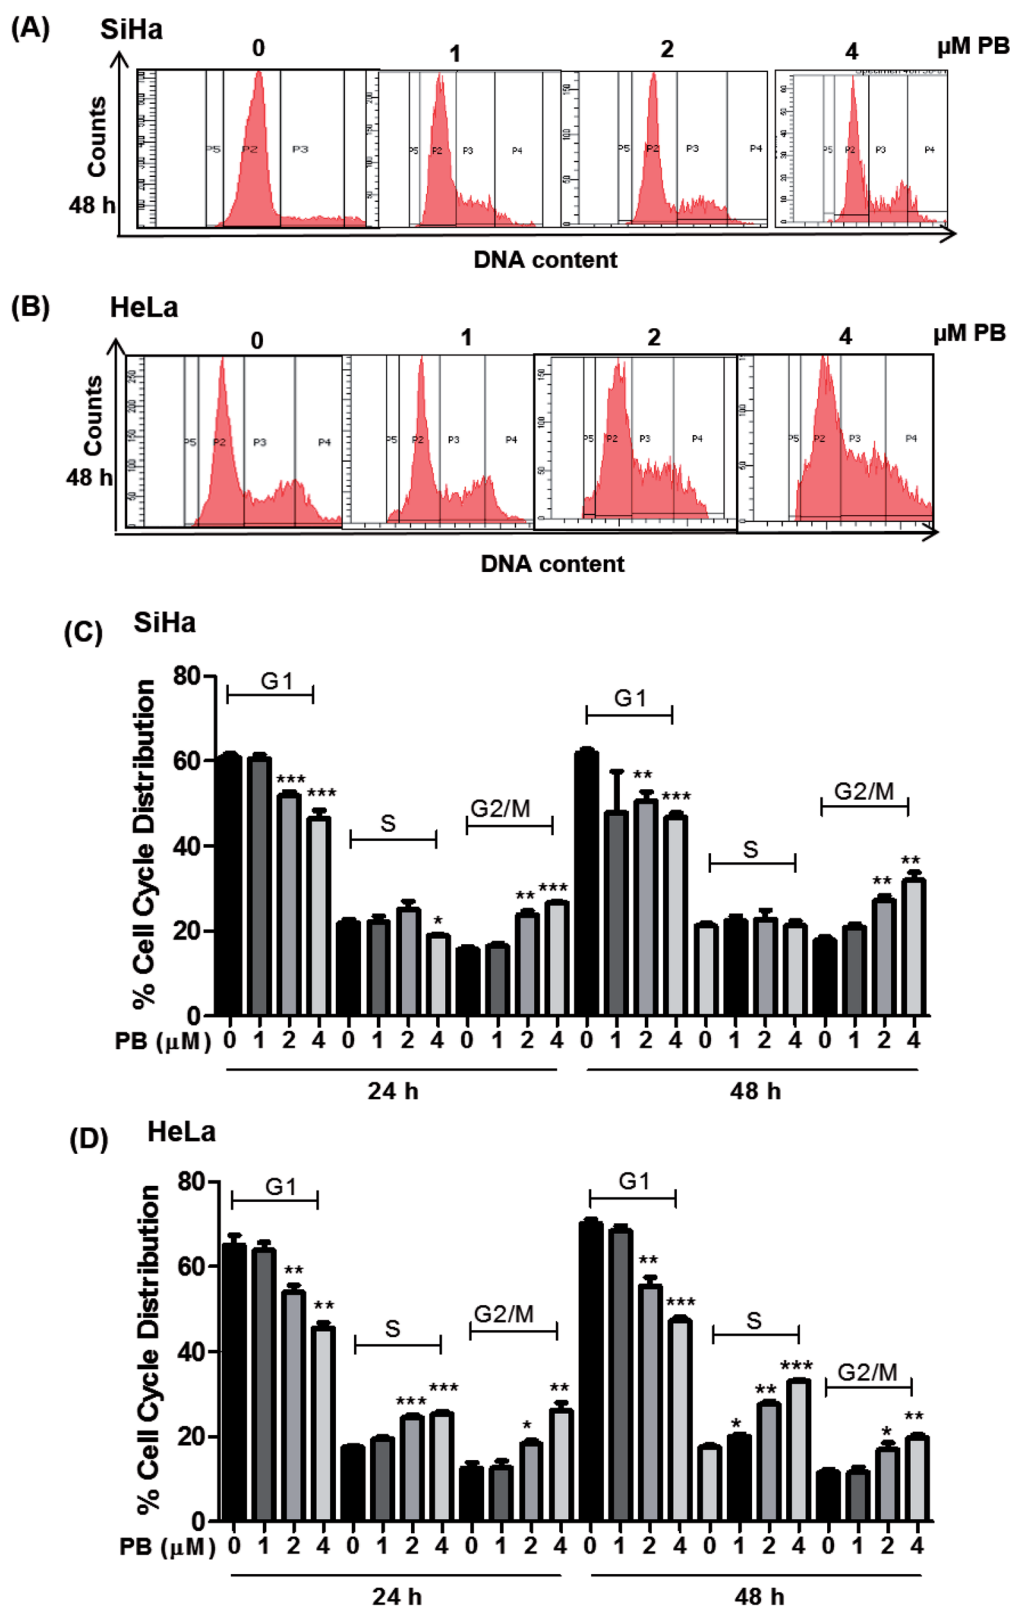 (A) SiHa
0 1 2 4 µM PB
Counts
48 h
P5 P2 P3
P5 P2 P3 P4
P5 P2 P3 P4
P5 P2 P3 P4
DNA content
(B) HeLa
0 1 2 4 µM PB
Counts
48 h
P5 P2 P3 P4
P5 P2 P3 P4
P5 P2 P3 P4
P5 P2 P3 P4
DNA content
(C) SiHa
% Cell Cycle Distribution
80
60
40
20
0
G1 S G2/M G1 S G2/M
*** *** * ** *** ** *** ** **
PB (µM) 0 1 2 4 0 1 2 4 0 1 2 4 0 1 2 4 0 1 2 4 0 1 2 4
24 h 48 h
(D) HeLa
% Cell Cycle Distribution
80
60
40
20
0
G1 S G2/M G1 S G2/M
** ** *** *** * ** ** *** * ** *** * **
PB (µM) 0 1 2 4 0 1 2 4 0 1 2 4 0 1 2 4 0 1 2 4 0 1 2 4
24 h 48 h